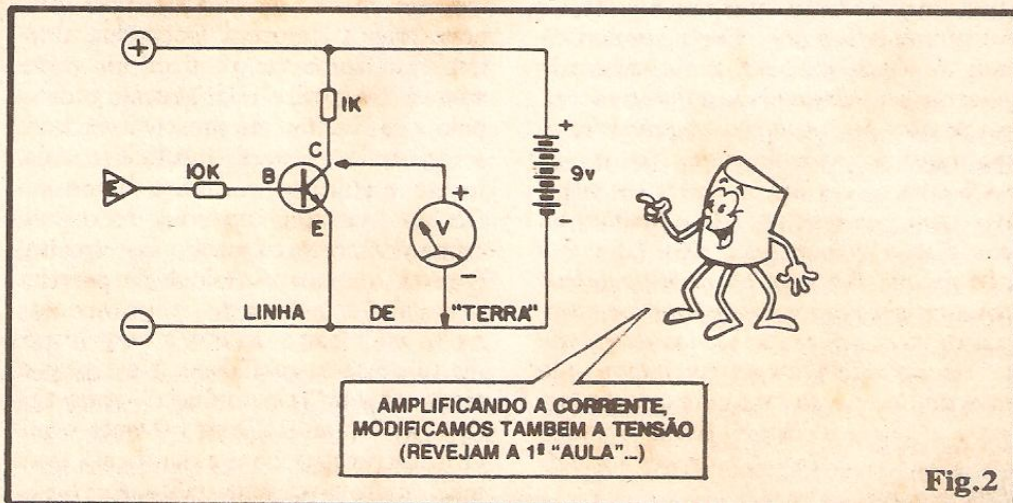 +
1K
C
10K
B
E
E
+
V
-
+
9v
-
-
LINHA DE "TERRA"
AMPLIFICANDO A CORRENTE,
MODIFICAMOS TAMBEM A TENSÃO
(REVEJAM A 1ª "AULA"...)
Fig.2